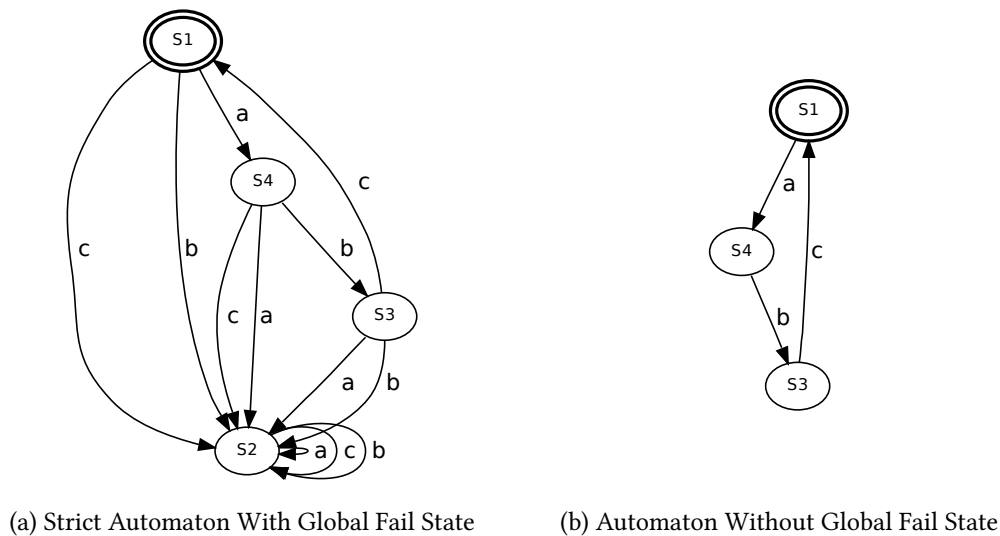 S1
a
S4
c
b
c
b
c
a
S3
a
b
S2
a
c
b
S1
a
S4
c
b
S3
(a) Strict Automaton With Global Fail State
(b) Automaton Without Global Fail State